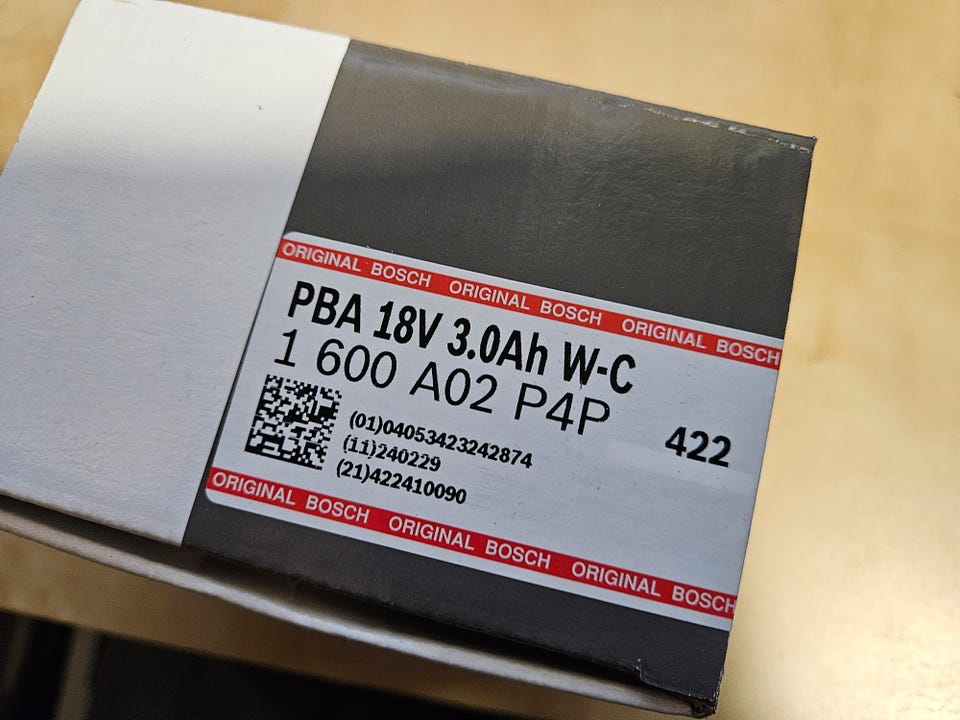 ORIGINAL BOSCH ORIGINAL BOSCH ORIGINAL BOSCH
PBA 18V 3.0Ah W-C
1 600 A02 P4P
422
(01)04053423242874
(11)240229
(21)422410090
ORIGINAL BOSCH ORIGINAL BOSCH ORIGINAL BOSCH